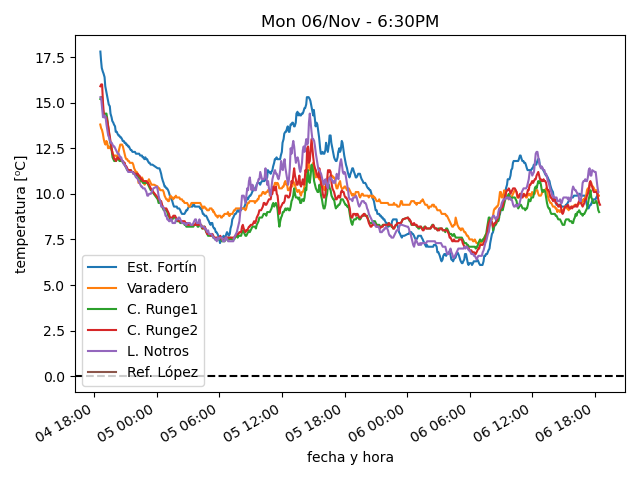 Mon 06/Nov - 6:30PM
temperatura [ºC]
17.5
15.0
12.5
10.0
7.5
5.0
2.5
0.0
Est. Fortín
Varadero
C. Runge1
C. Runge2
L. Notros
Ref. López
04 18:00
05 00:00
05 06:00
05 12:00
05 18:00
06 00:00
06 06:00
06 12:00
06 18:00
fecha y hora